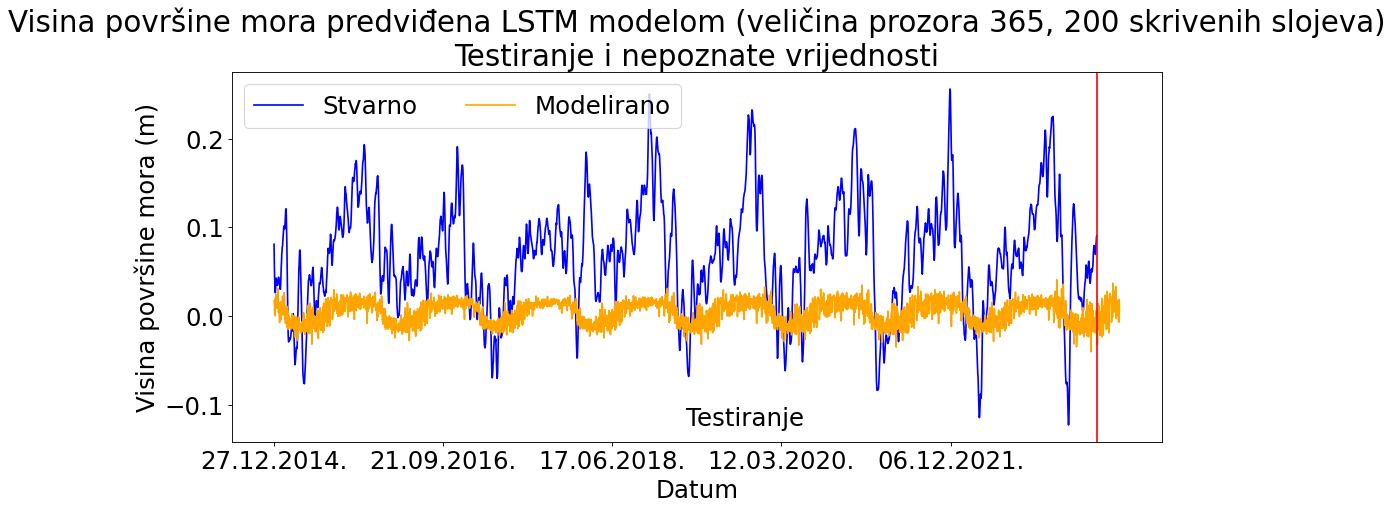 Visina površine mora predviđena LSTM modelom (veličina prozora 365, 200 skrivenih slojeva)
Testiranje i nepoznate vrijednosti
Stvarno
Modelirano
Visina površine mora (m)
0.2
0.1
0.0
−0.1
Testiranje
27.12.2014.
21.09.2016.
17.06.2018.
12.03.2020.
06.12.2021.
Datum